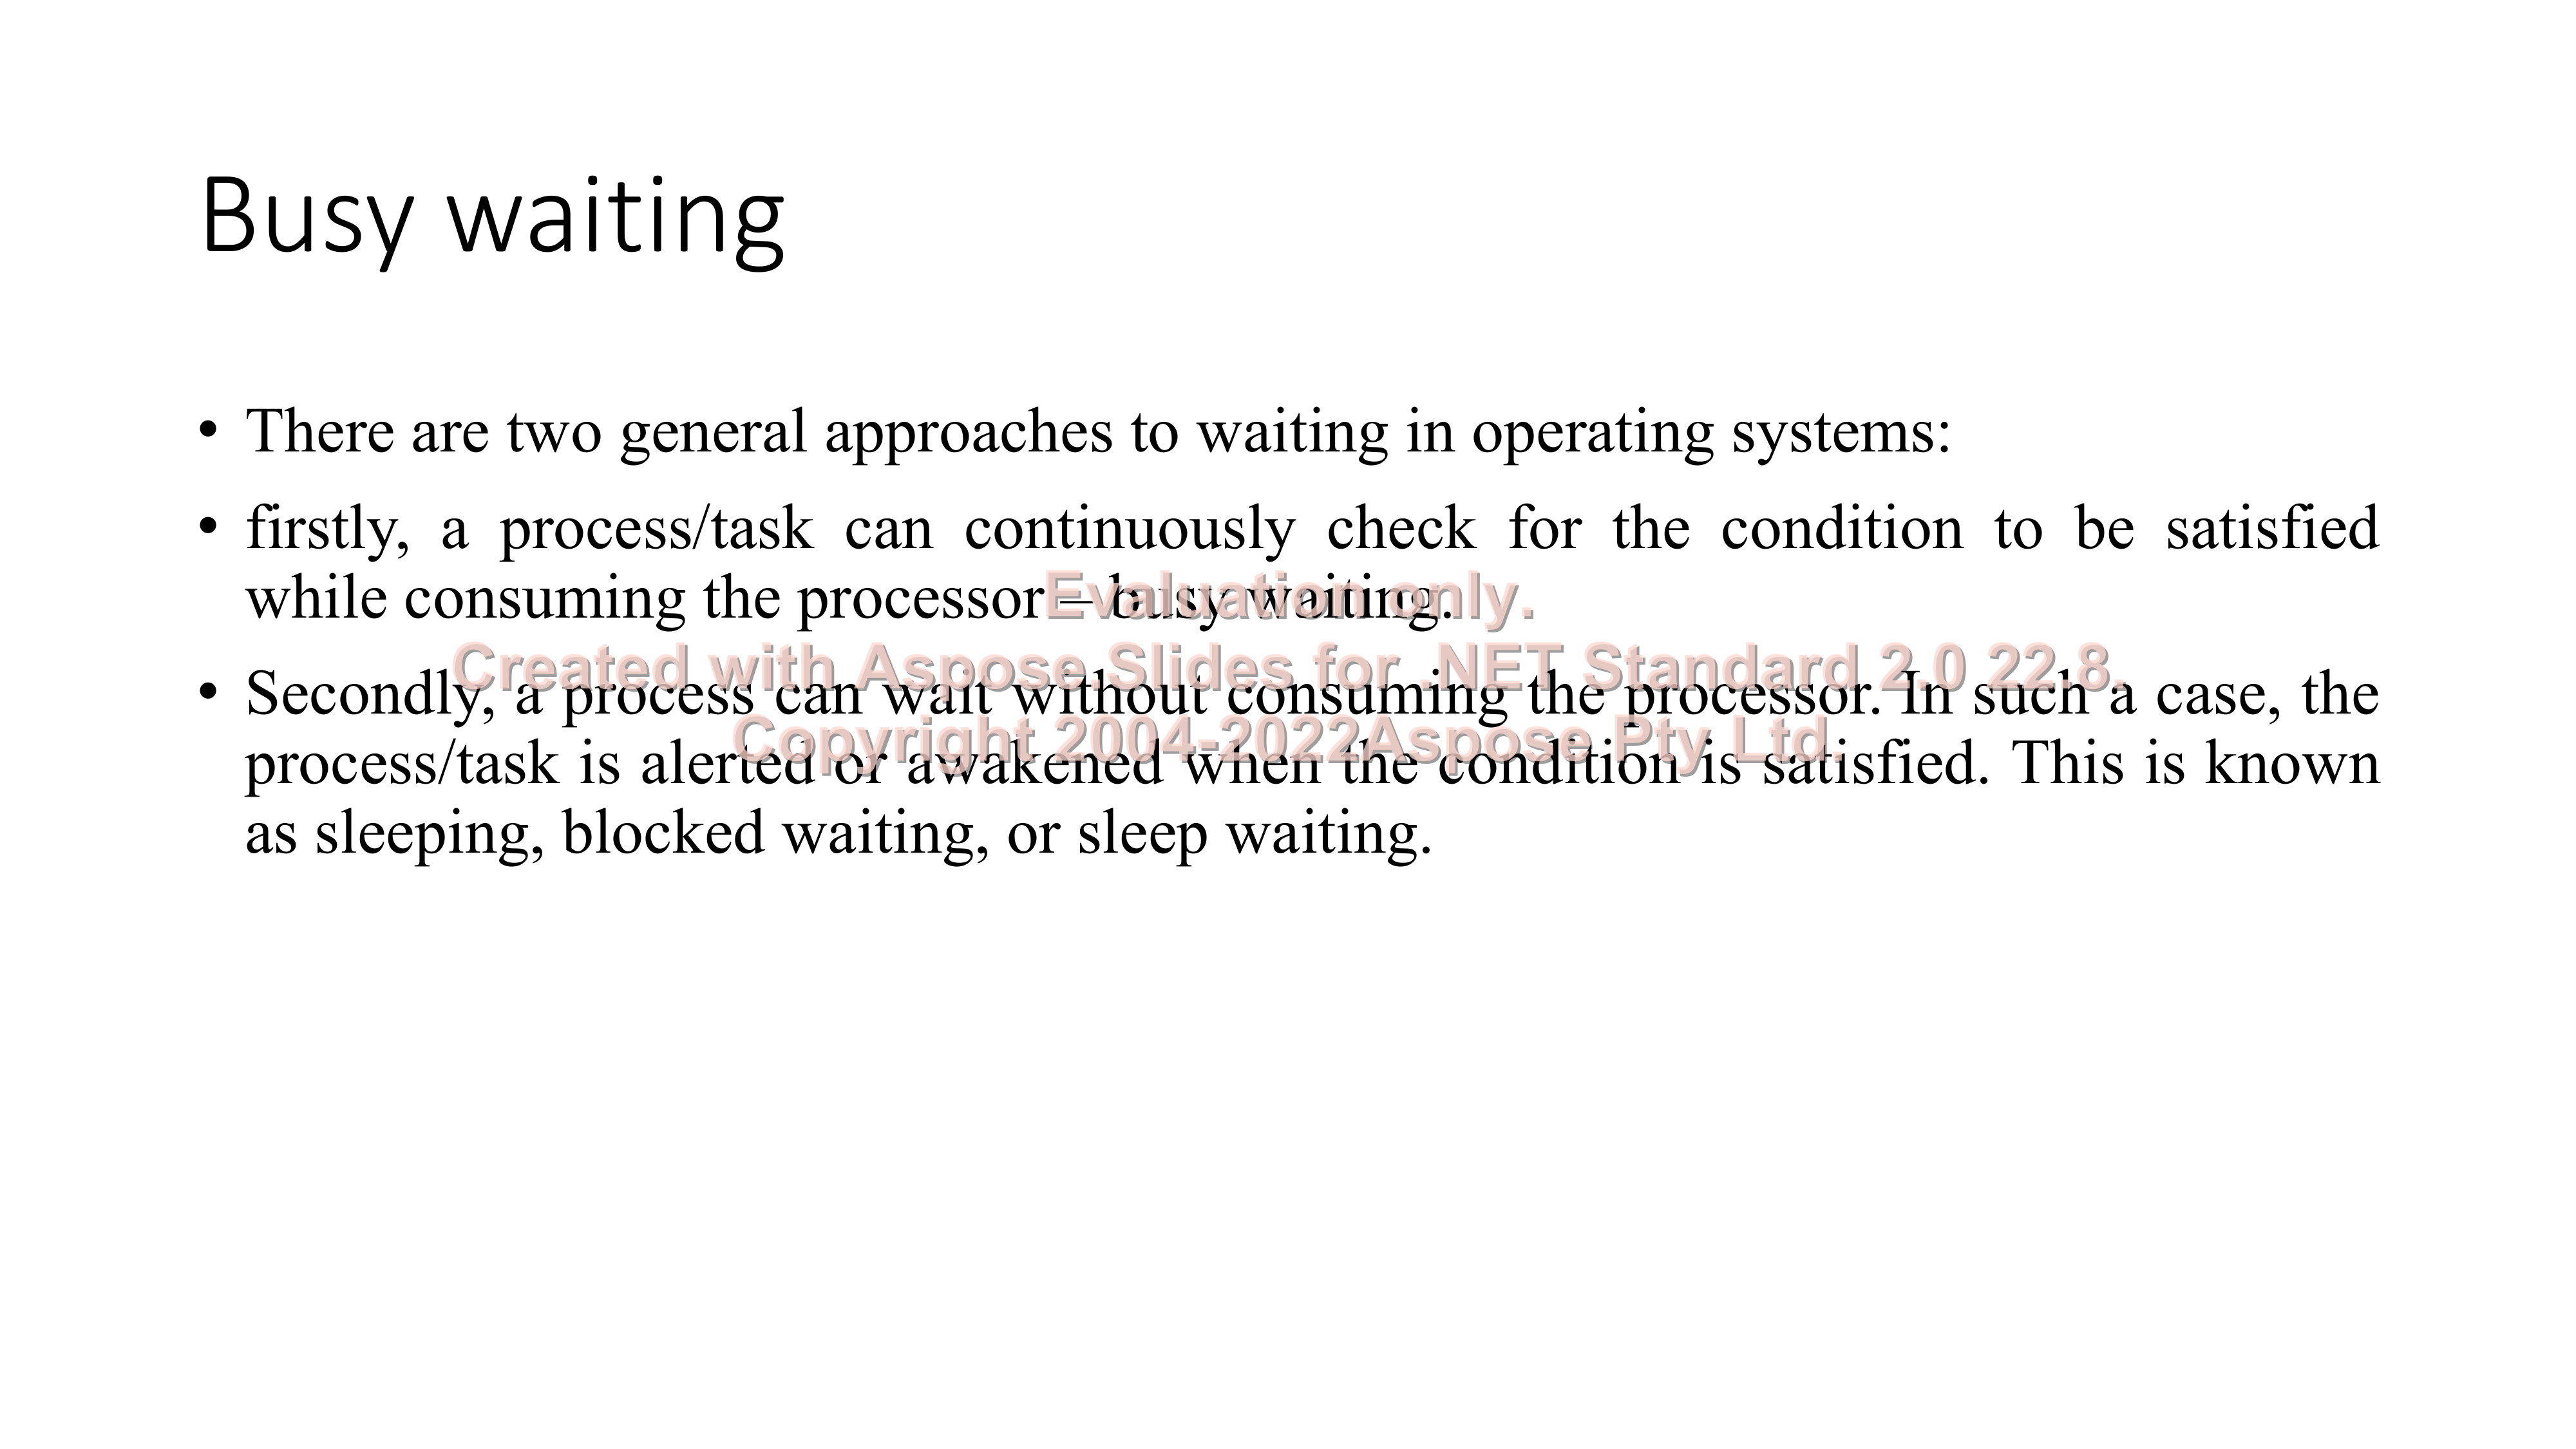 Busy waiting
• There are two general approaches to waiting in operating systems:
• firstly, a process/task can continuously check for the condition to be satisfied
while consuming the processor – busy waiting.
Evaluation only.
Created with Aspose.Slides for .NET Standard 2.0 22.8.
• Secondly, a process can wait without consuming the processor. In such a case, the
Copyright 2004-2022Aspose Pty Ltd.
process/task is alerted or awakened when the condition is satisfied. This is known
as sleeping, blocked waiting, or sleep waiting.